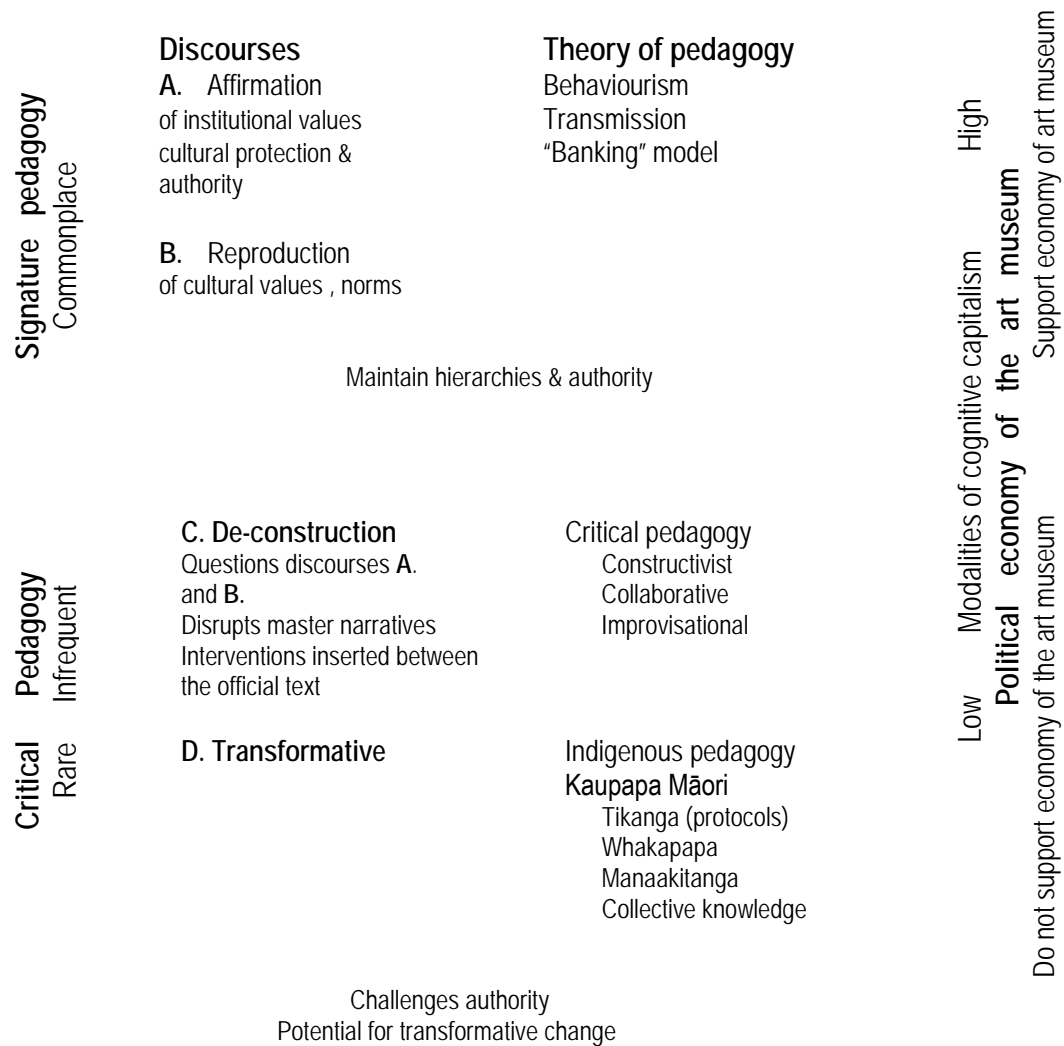 Discourses
Theory of pedagogy
A. Affirmation
of institutional values
cultural protection &
authority
Behaviourism
Transmission
“Banking” model
B. Reproduction
of cultural values , norms
Maintain hierarchies & authority
Signature pedagogy
Commonplace
C. De-construction
Questions discourses A.
and B.
Disrupts master narratives
Interventions inserted between
the official text
Critical pedagogy
Constructivist
Collaborative
Improvisational
D. Transformative
Indigenous pedagogy
Kaupapa Māori
Tikanga (protocols)
Whakapapa
Manaakitanga
Collective knowledge
Critical Pedagogy
Rare Infrequent
Challenges authority
Potential for transformative change
Low Modalities of cognitive capitalism High
Political economy of the art museum
Do not support economy of the art museum Support economy of art museum